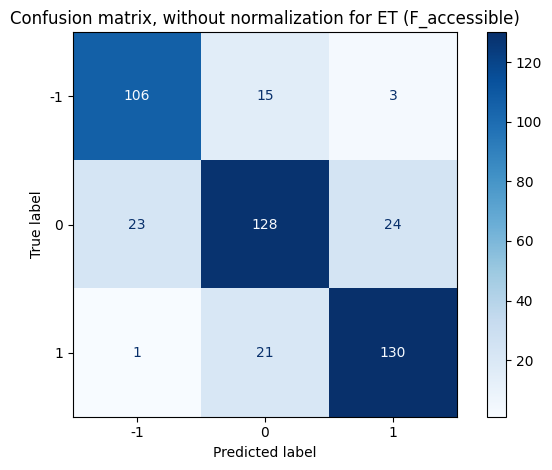 Confusion matrix, without normalization for ET (F_accessible)
-1 106 15 3
0 23 128 24
1 1 21 130
-1 0 1
Predicted label
True label
120
100
80
60
40
20